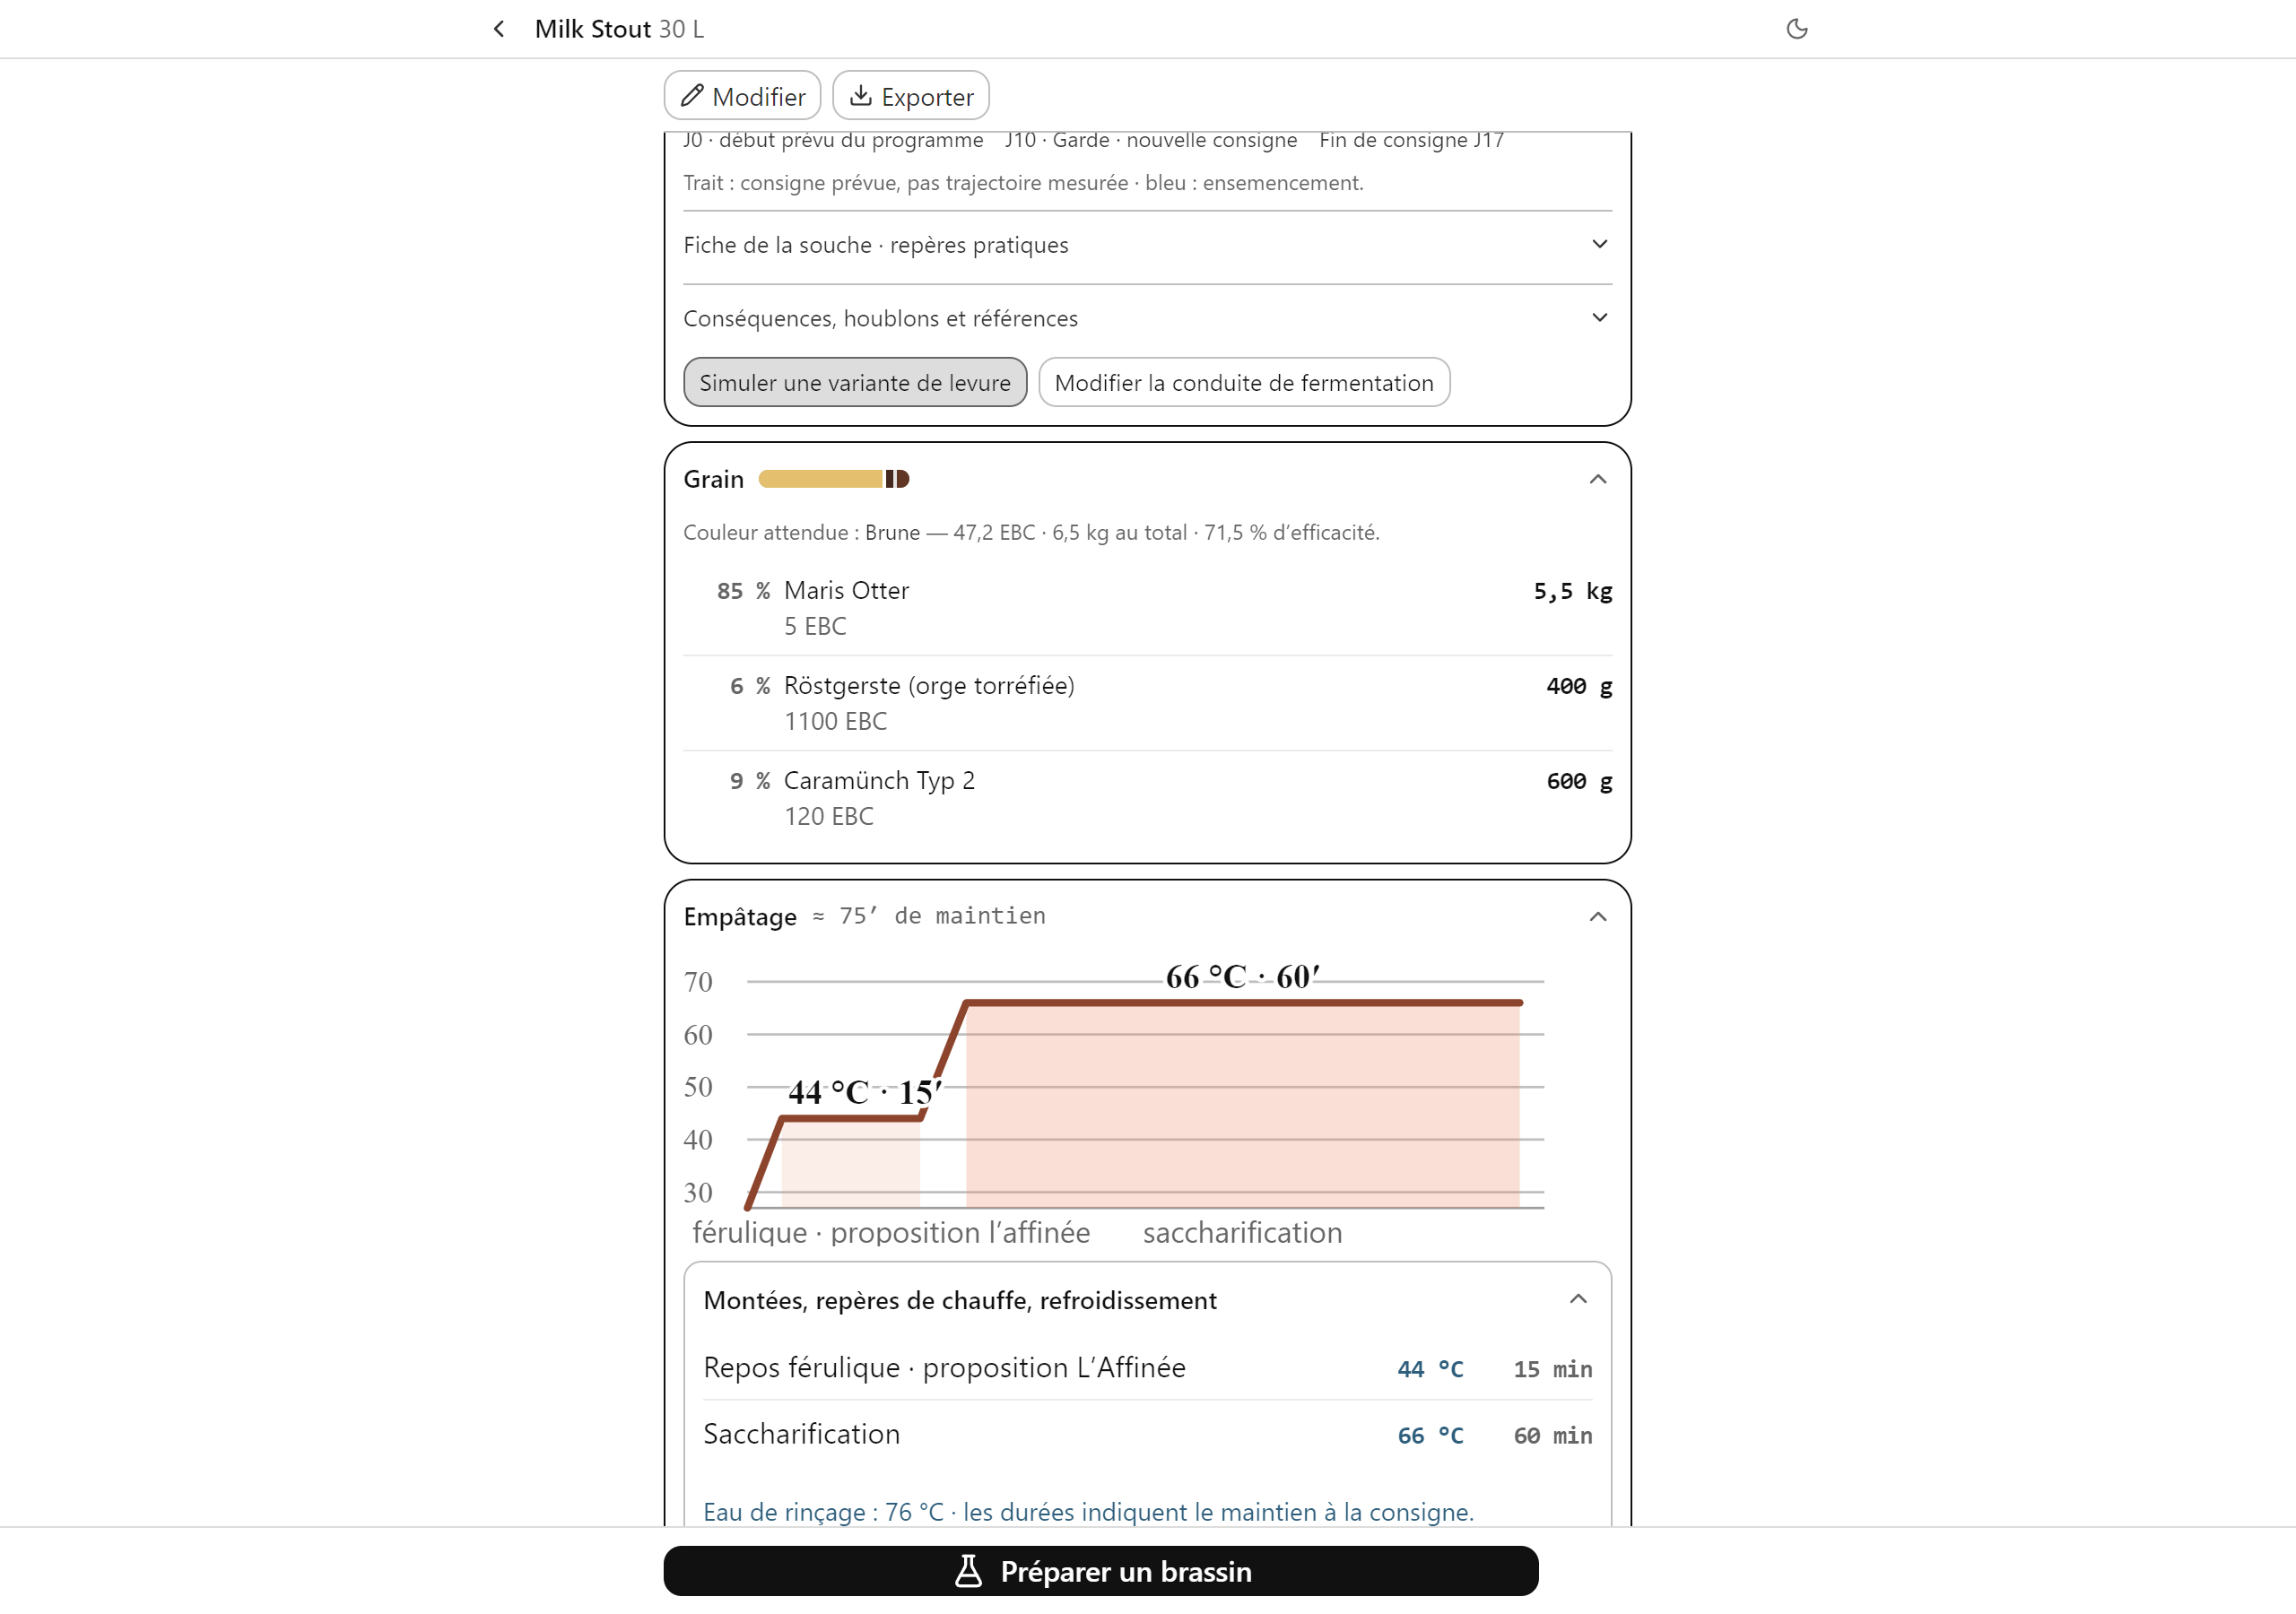 Milk Stout 30 L
Modifier
Exporter
J0 · début prévu du programme J10 · Garde · nouvelle consigne Fin de consigne J17
Trait : consigne prévue, pas trajectoire mesurée · bleu : ensemencement.
Fiche de la souche · repères pratiques
Conséquences, houblons et références
Simuler une variante de levure
Modifier la conduite de fermentation
Grain
Couleur attendue : Brune — 47,2 EBC · 6,5 kg au total · 71,5 % d’efficacité.
85 % Maris Otter 5,5 kg
5 EBC
6 % Röstgerste (orge torréfiée) 400 g
1100 EBC
9 % Caramünch Typ 2 600 g
120 EBC
Empâtage ≈ 75′ de maintien
66 °C · 60′
70
60
50
44 °C · 15′
40
30
férulique · proposition l’affinée saccharification
Montées, repères de chauffe, refroidissement
Repos férulique · proposition L’Affinée 44 °C 15 min
Saccharification 66 °C 60 min
Eau de rinçage : 76 °C · les durées indiquent le maintien à la consigne.
Préparer un brassin